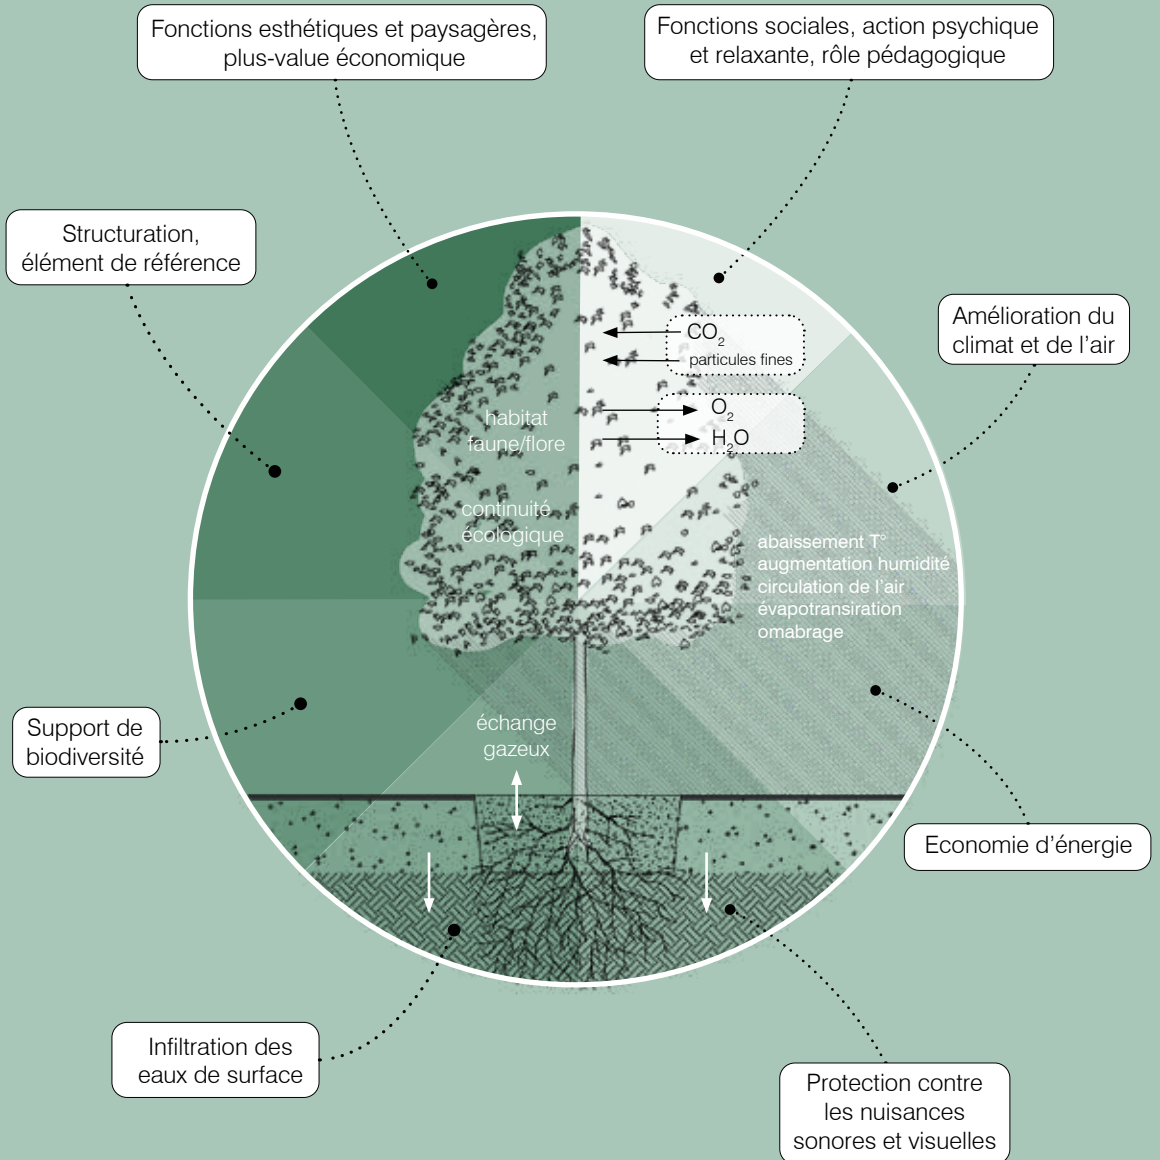 Fonctions esthétiques et paysagères,
plus-value économique
Fonctions sociales, action psychique
et relaxante, rôle pédagogique
Structuration,
élément de référence
Amélioration du
climat et de l'air
CO₂
particules fines
O₂
H₂O
habitat
faune/flore
continuité
écologique
abaissement T°
augmentation humidité
circulation de l'air
évapotransiration
omabrage
Support de
biodiversité
échange
gazeux
Economie d'énergie
Infiltration des
eaux de surface
Protection contre
les nuisances
sonores et visuelles